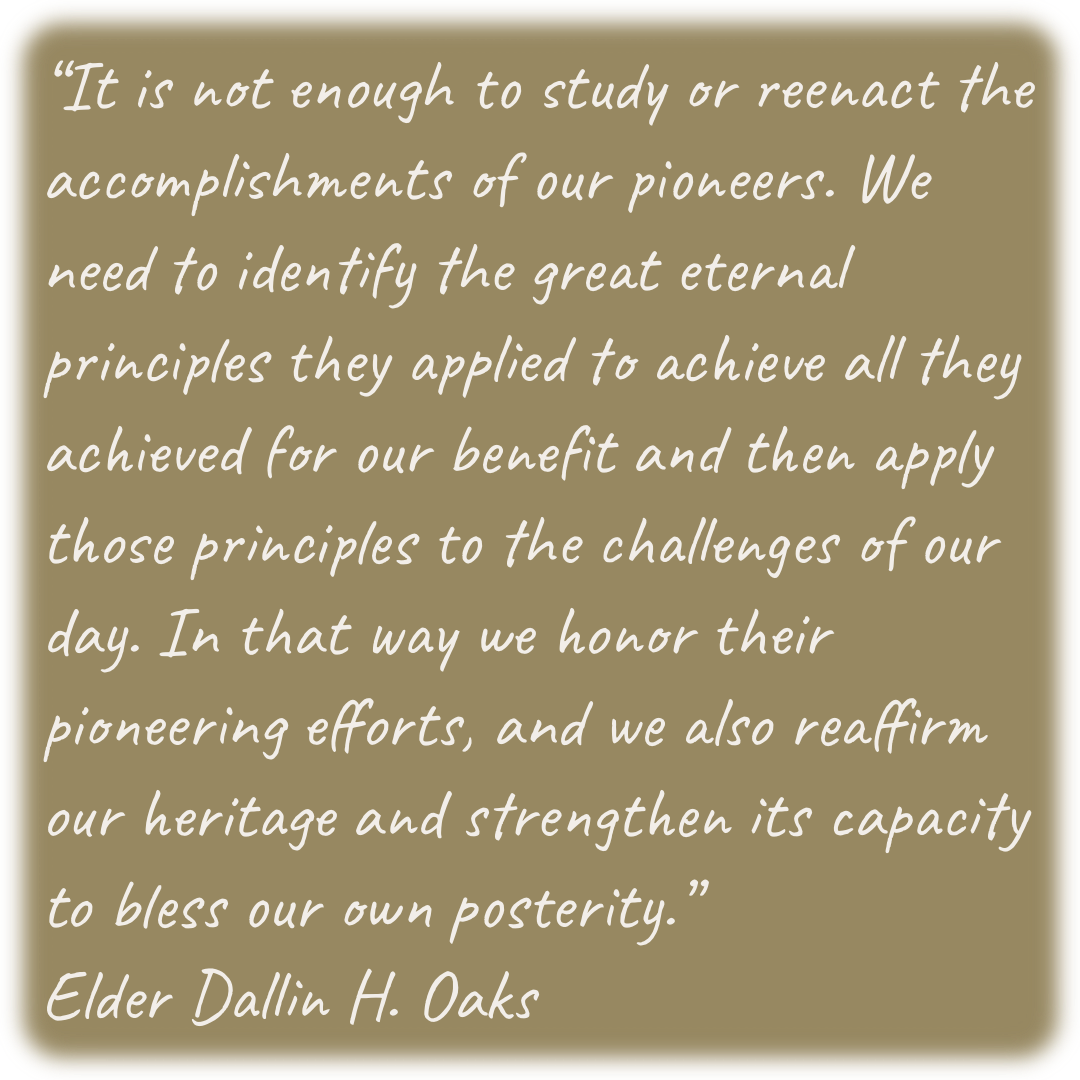 “It is not enough to study or reenact the
accomplishments of our pioneers. We
need to identify the great eternal
principles they applied to achieve all they
achieved for our benefit and then apply
those principles to the challenges of our
day. In that way we honor their
pioneering efforts, and we also reaffirm
our heritage and strengthen its capacity
to bless our own posterity.”
Elder Dallin H. Oaks